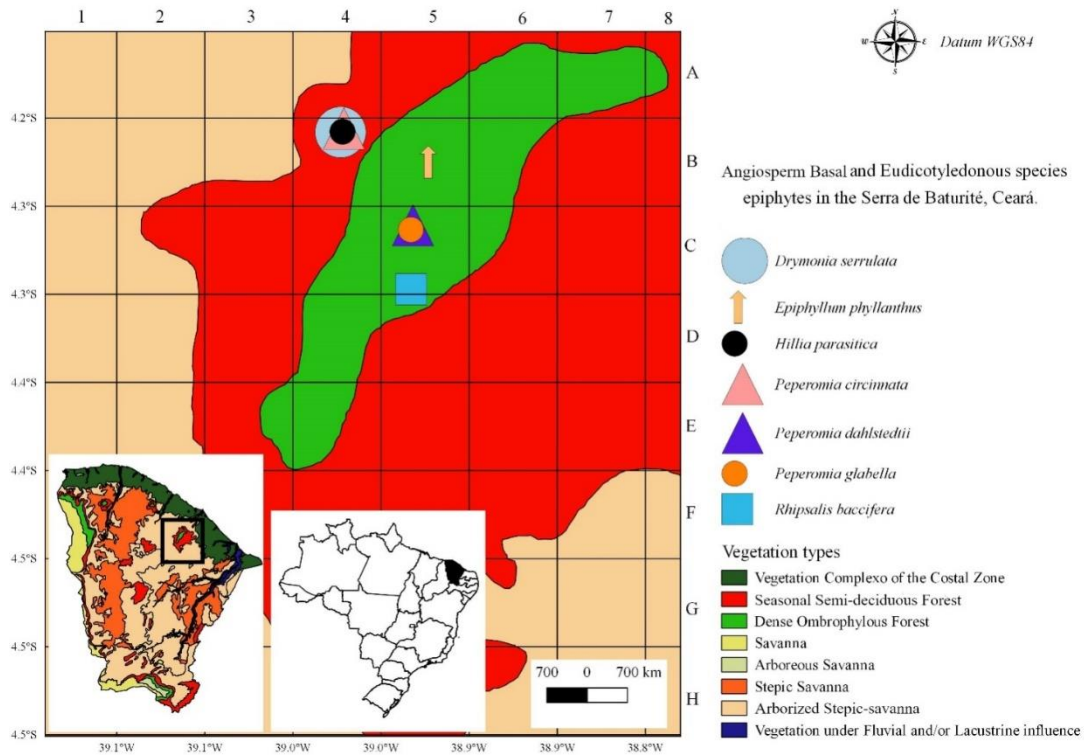 1 2 3 4 5 6 7 8
A
B
C
D
E
F
G
H
4.2°S
4.3°S
4.3°S
4.4°S
4.4°S
4.5°S
4.5°S
4.5°S
39.1°W 39.1°W 39.0°W 39.0°W 38.9°W 38.9°W 38.8°W
700 0 700 km
N
w E
s
Datum WGS84
Angiosperm Basal and Eudicotyledonous species
epiphytes in the Serra de Baturité, Ceará.
Drymonia serrulata
Epiphyllum phyllanthus
Hillia parasitica
Peperomia circinnata
Peperomia dahlstedtii
Peperomia glabella
Rhipsalis baccifera
Vegetation types
Vegetation Complexo of the Costal Zone
Seasonal Semi-deciduous Forest
Dense Ombrophylous Forest
Savanna
Arboreous Savanna
Stepic Savanna
Arborized Stepic-savanna
Vegetation under Fluvial and/or Lacustrine influence